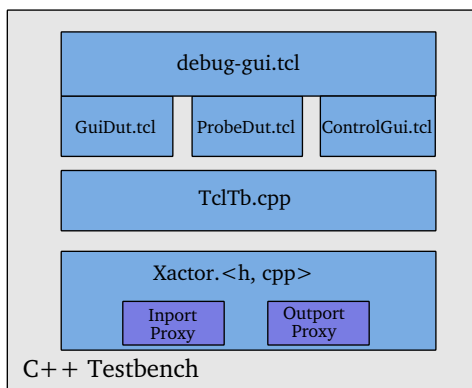 debug-gui.tcl
GuiDut.tcl
ProbeDut.tcl
ControlGui.tcl
TclTb.cpp
Xactor.<h, cpp>
Inport
Proxy
Outport
Proxy
C++ Testbench